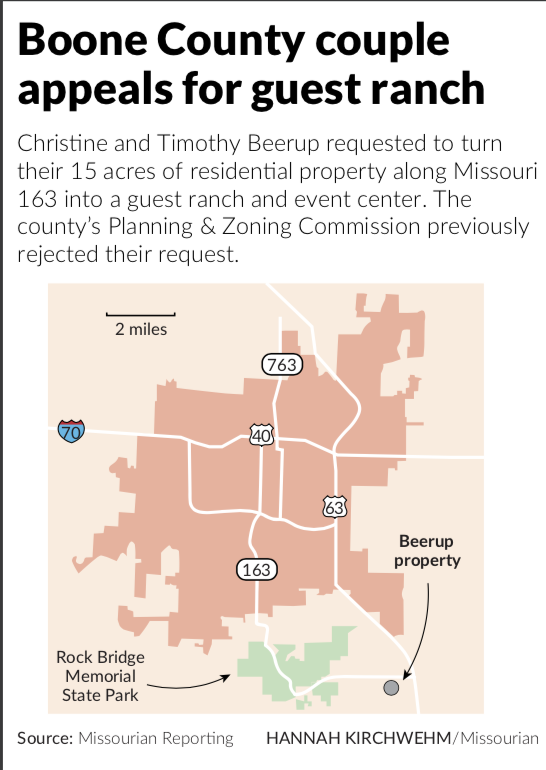 Boone County couple
appeals for guest ranch
Christine and Timothy Beerup requested to turn
their 15 acres of residential property along Missouri
163 into a guest ranch and event center. The
county’s Planning & Zoning Commission previously
rejected their request.
2 miles
763
70
40
63
Beerup
property
163
Rock Bridge
Memorial
State Park
Source: Missourian Reporting HANNAH KIRCHWEHM/Missourian